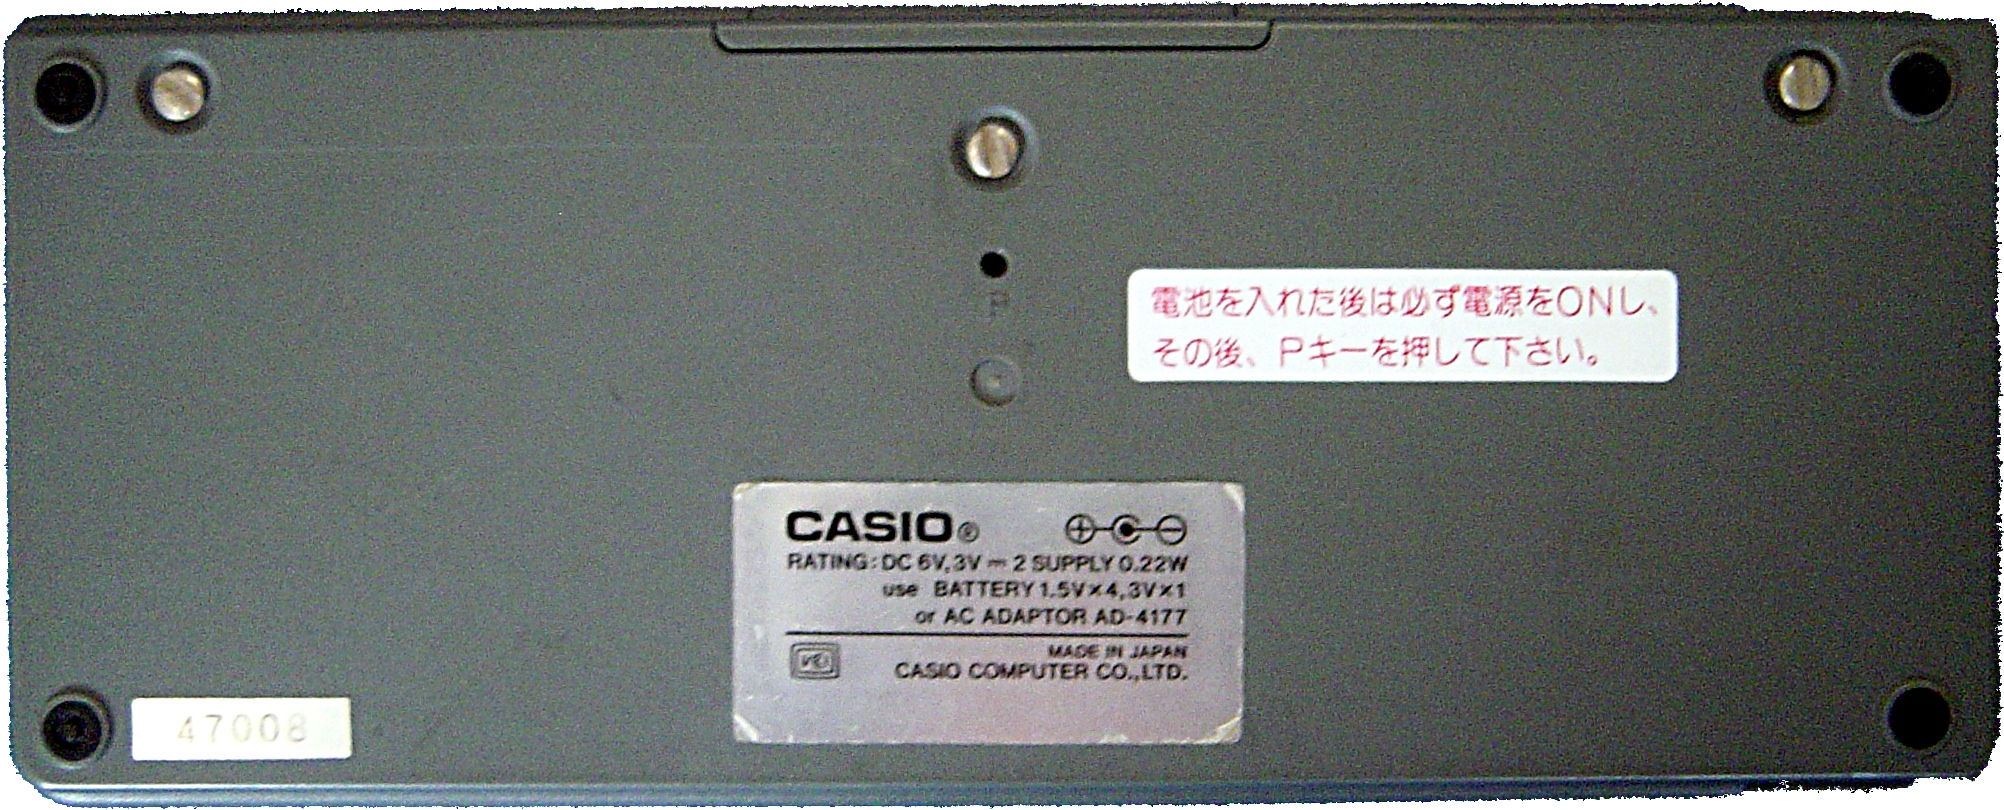 P
電池を入れた後は必ず電源をONし、
その後、Pキーを押して下さい。
CASIO®
RATING: DC 6V, 3V ⎓ 2 SUPPLY 0.22W
use BATTERY 1.5V×4, 3V×1
or AC ADAPTOR AD-4177
MADE IN JAPAN
CASIO COMPUTER CO., LTD.
47008